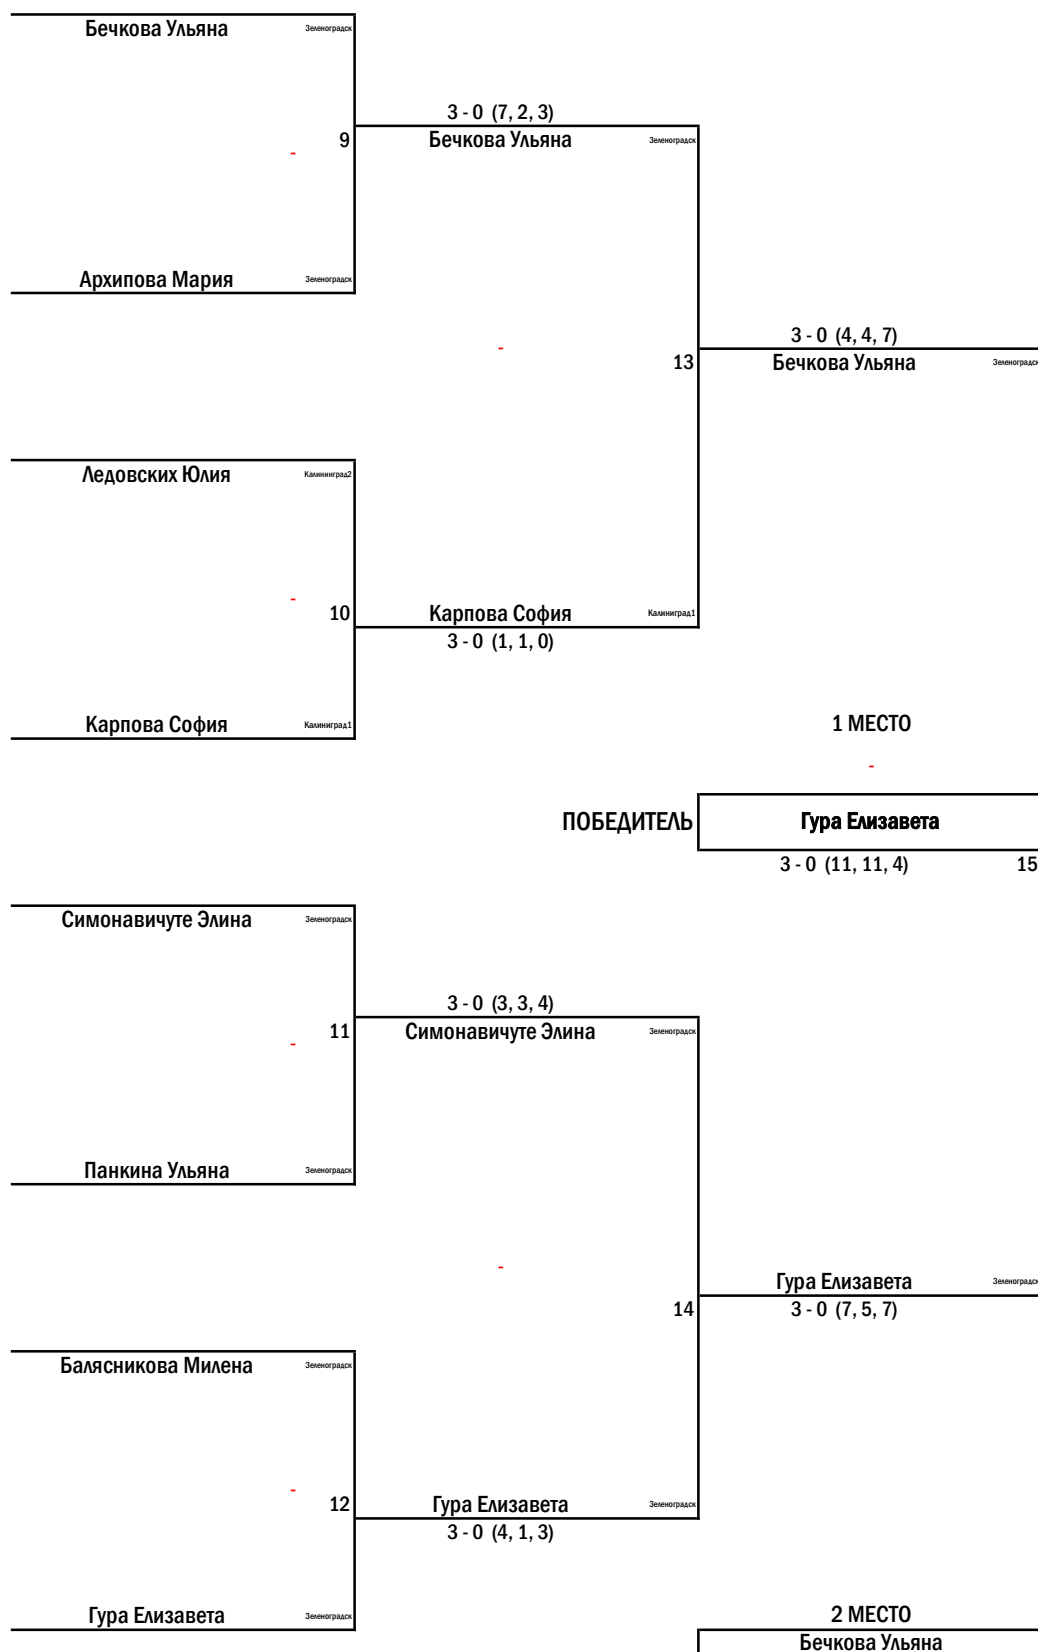 Бечкова Ульяна Зеленоградск
3 - 0 (7, 2, 3)
9 Бечкова Ульяна Зеленоградск
-
Архипова Мария Зеленоградск
3 - 0 (4, 4, 7)
-
13 Бечкова Ульяна Зеленоградск
Ледовских Юлия Калининград2
-
10 Карпова София Калиниград1
3 - 0 (1, 1, 0)
Карпова София Калиниград1
1 МЕСТО
-
ПОБЕДИТЕЛЬ Гура Елизавета
3 - 0 (11, 11, 4) 15
Симонавичуте Элина Зеленоградск
3 - 0 (3, 3, 4)
11 Симонавичуте Элина Зеленоградск
-
Панкина Ульяна Зеленоградск
-
Гура Елизавета Зеленоградск
14 3 - 0 (7, 5, 7)
Балясникова Милена Зеленоградск
-
12 Гура Елизавета Зеленоградск
3 - 0 (4, 1, 3)
Гура Елизавета Зеленоградск
2 МЕСТО
Бечкова Ульяна